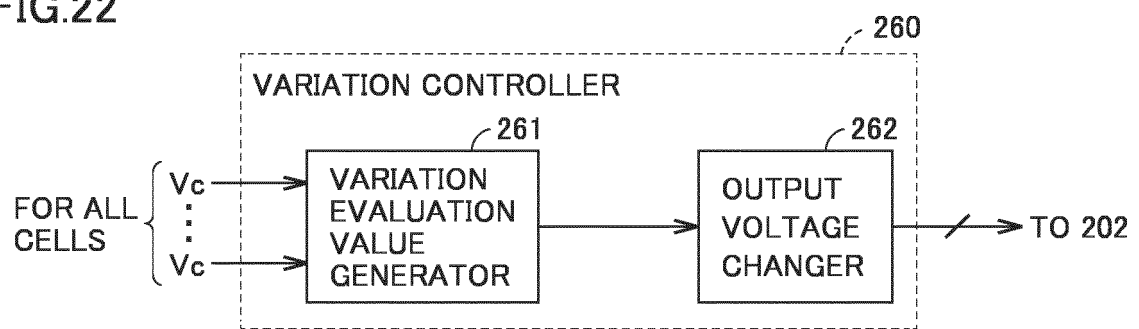 FIG.22
260
VARIATION CONTROLLER
261
262
FOR ALL
CELLS
Vc
Vc
VARIATION
EVALUATION
VALUE
GENERATOR
OUTPUT
VOLTAGE
CHANGER
TO 202